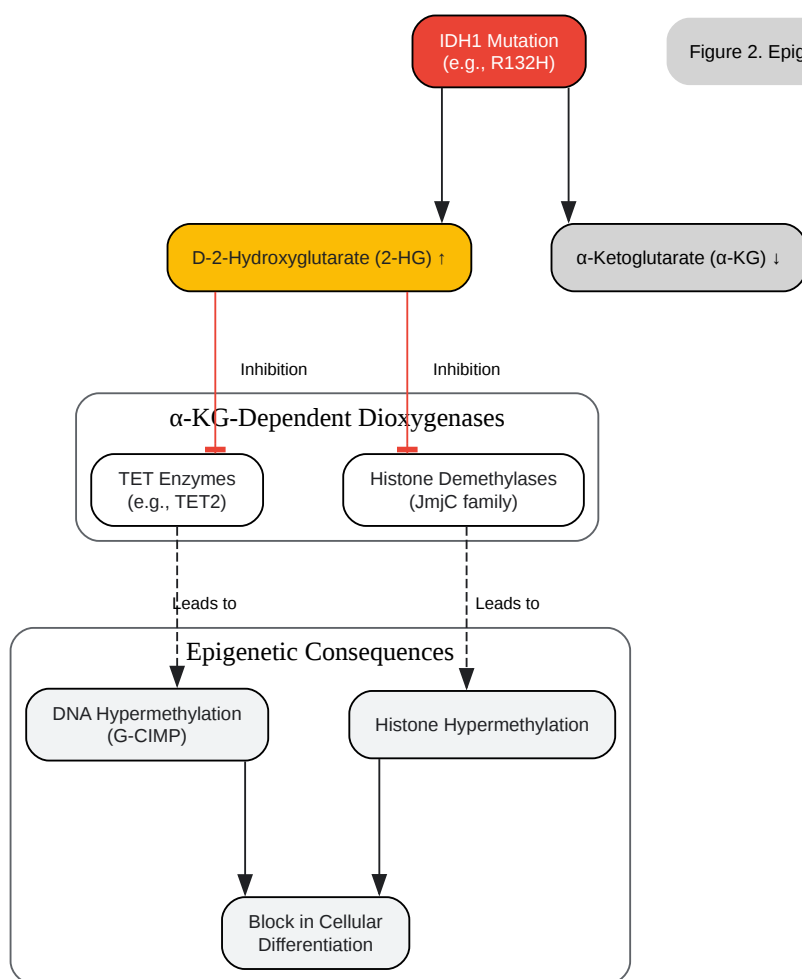 IDH1 Mutation
(e.g., R132H)
Figure 2. Epig
D-2-Hydroxyglutarate (2-HG) ↑
α-Ketoglutarate (α-KG) ↓
Inhibition
Inhibition
α-KG-Dependent Dioxygenases
TET Enzymes
(e.g., TET2)
Histone Demethylases
(JmjC family)
Leads to
Leads to
Epigenetic Consequences
DNA Hypermethylation
(G-CIMP)
Histone Hypermethylation
Block in Cellular
Differentiation